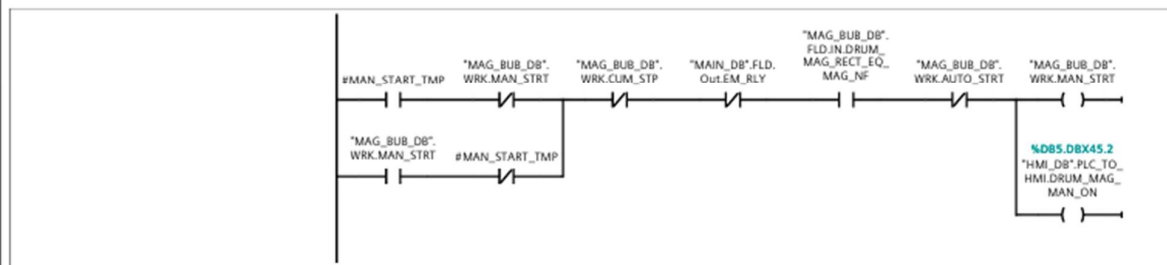 #MAN_START_TMP
"MAG_BUB_DB".
WRK.MAN_STRT
"MAG_BUB_DB".
WRK.CUM_STP
"MAIN_DB".FLD.
Out.EM_RLY
"MAG_BUB_DB".
FLD.IN.DRUM_
MAG_RECT_EQ_
MAG_NF
"MAG_BUB_DB".
WRK.AUTO_STRT
"MAG_BUB_DB".
WRK.MAN_STRT
"MAG_BUB_DB".
WRK.MAN_STRT
#MAN_START_TMP
%DB5.DBX45.2
"HMI_DB".PLC_TO_
HMI.DRUM_MAG_
MAN_ON